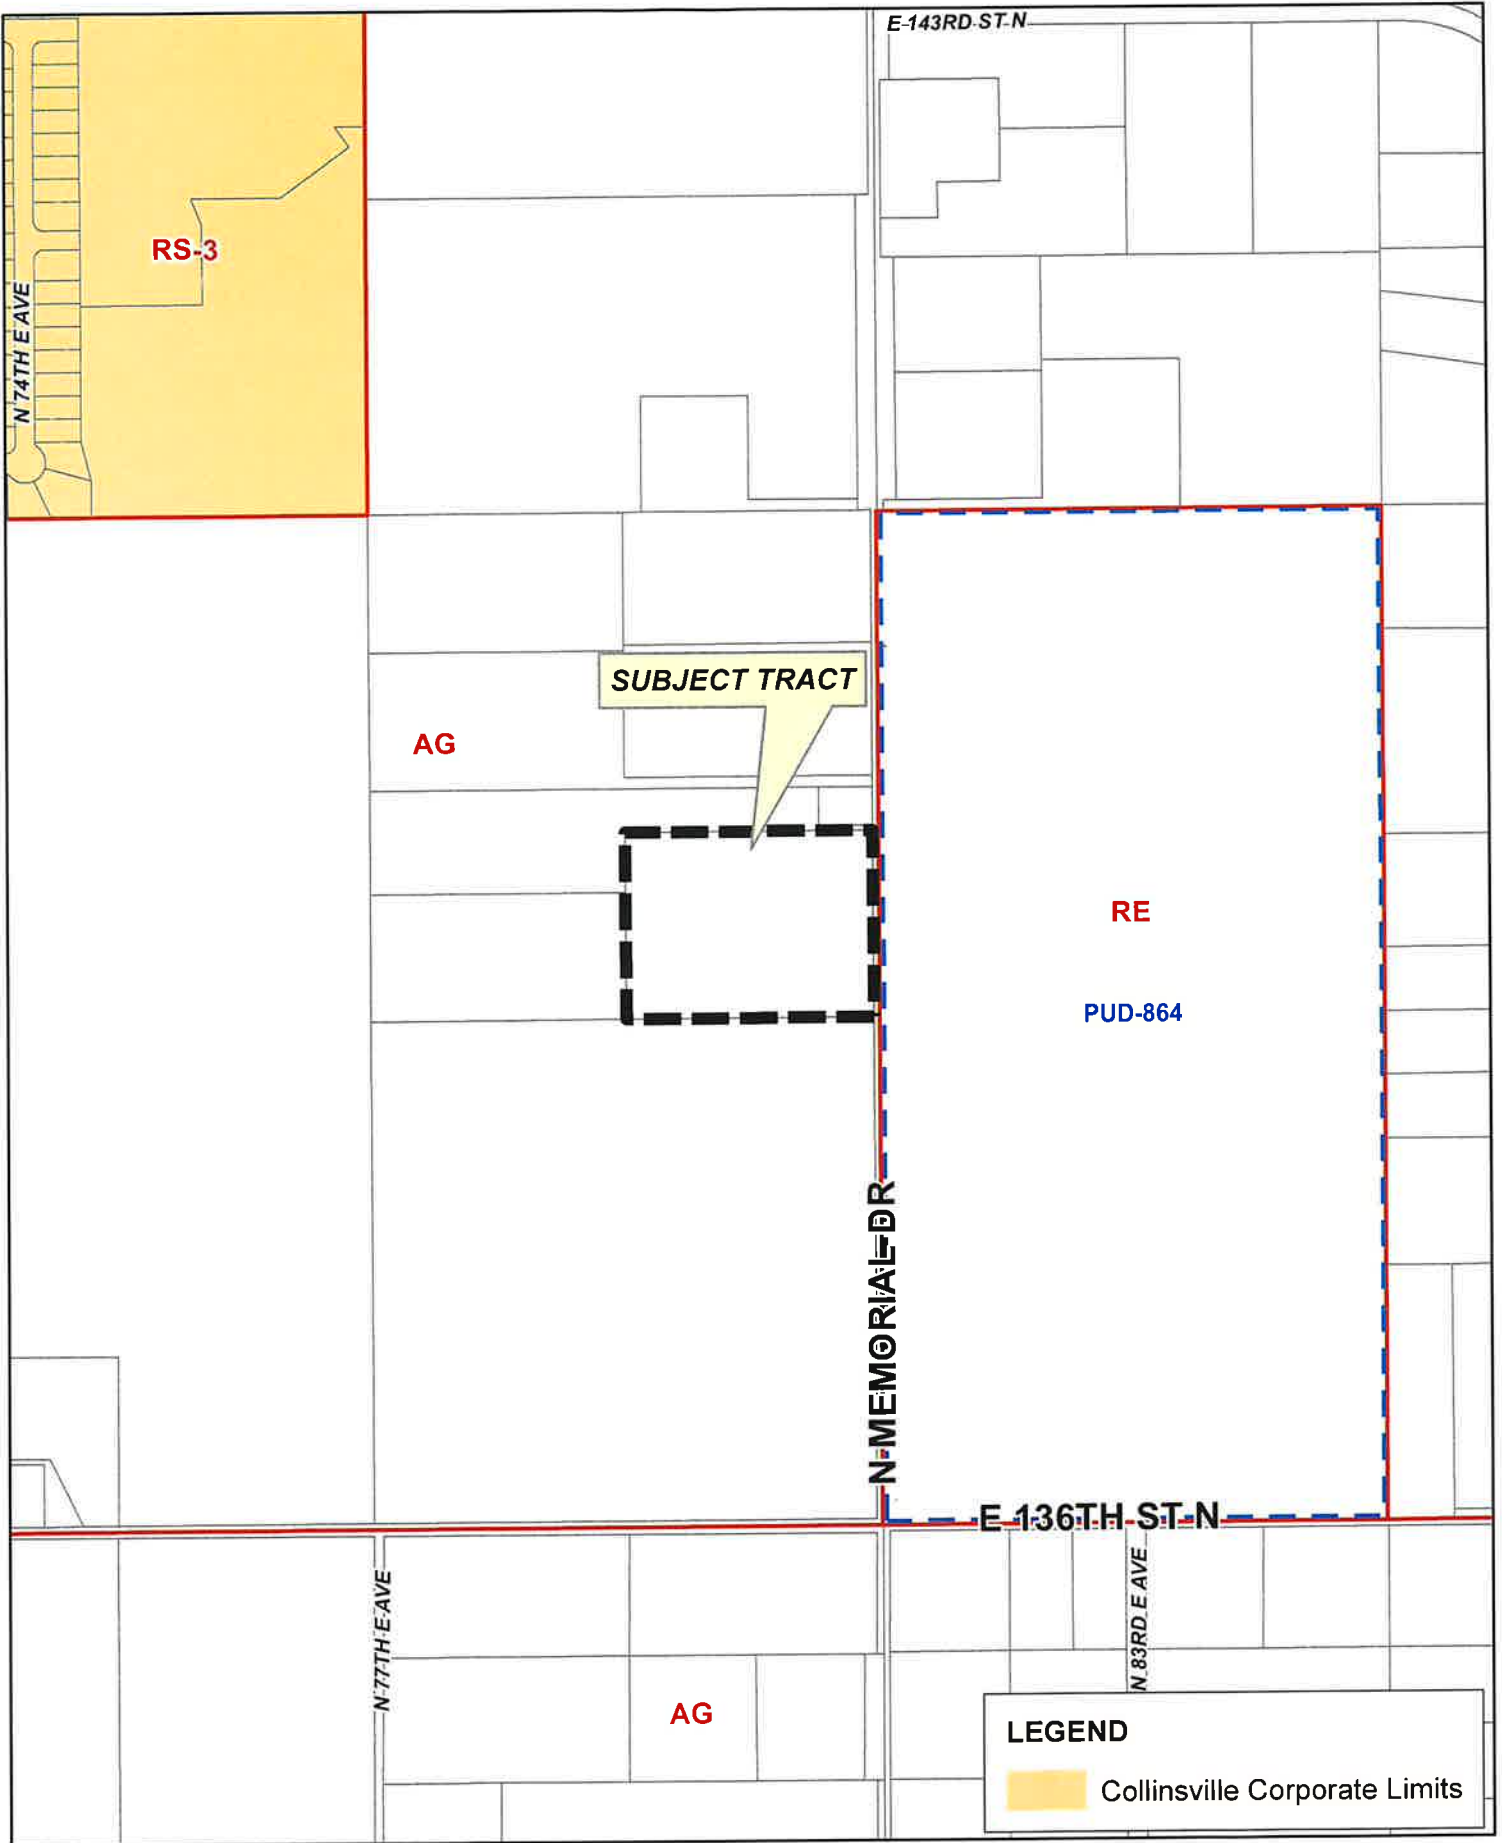 E 143RD ST N
RS-3
N 74TH E AVE
SUBJECT TRACT
AG
RE
PUD-864
N MEMORIAL DR
E 136TH ST N
N 77TH E AVE
N 83RD E AVE
AG
LEGEND
Collinsville Corporate Limits